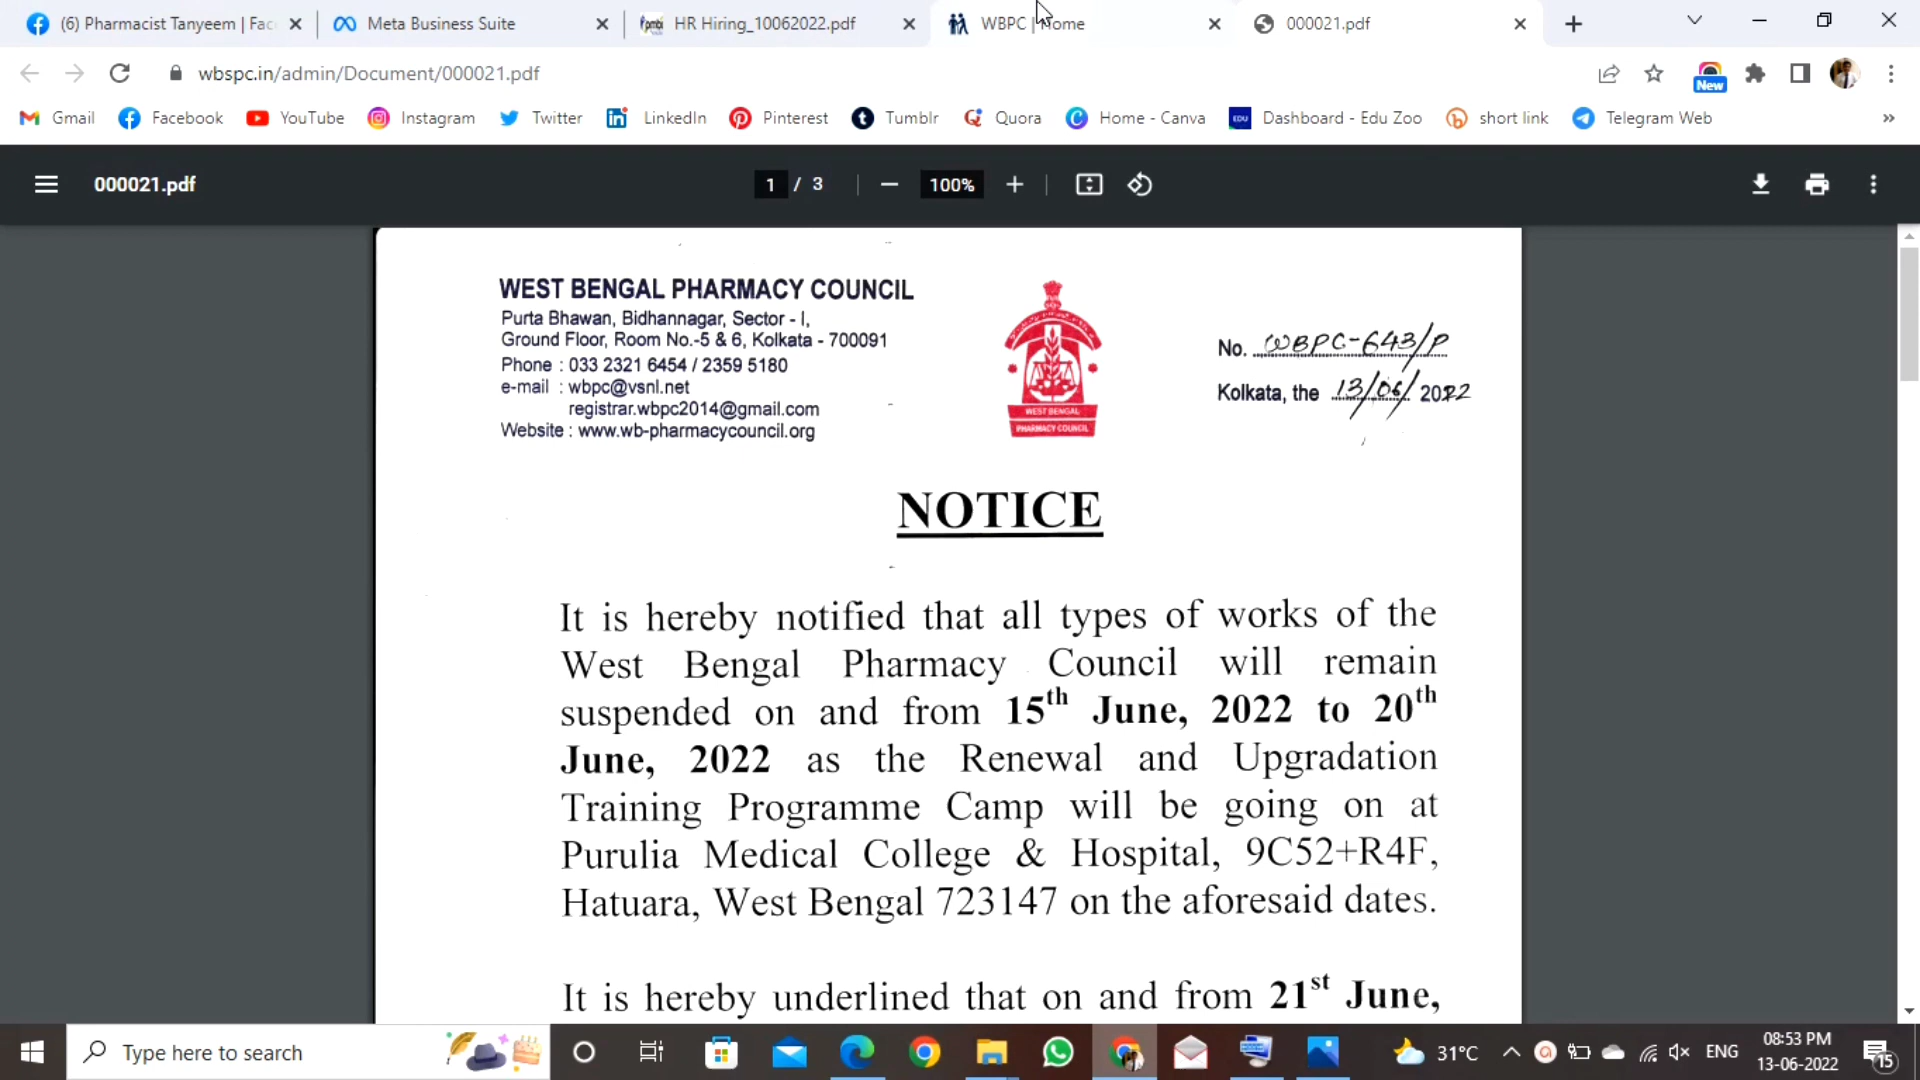 (6) Pharmacist Tanyeem | Fac
Meta Business Suite
HR Hiring_10062022.pdf
WBPC | Home
000021.pdf
wbspc.in/admin/Document/000021.pdf
New
Gmail
Facebook
YouTube
Instagram
Twitter
LinkedIn
Pinterest
Tumblr
Quora
Home - Canva
EDU
Dashboard - Edu Zoo
short link
Telegram Web
000021.pdf
1 / 3
100%
WEST BENGAL PHARMACY COUNCIL
Purta Bhawan, Bidhannagar, Sector - I,
Ground Floor, Room No.-5 & 6, Kolkata - 700091
Phone : 033 2321 6454 / 2359 5180
e-mail : wbpc@vsnl.net
registrar.wbpc2014@gmail.com
Website : www.wb-pharmacycouncil.org
WEST BENGAL
PHARMACY COUNCIL
No. WBPC-643/P
Kolkata, the 13/06/2022
NOTICE
It is hereby notified that all types of works of the
West Bengal Pharmacy Council will remain
suspended on and from 15th June, 2022 to 20th
June, 2022 as the Renewal and Upgradation
Training Programme Camp will be going on at
Purulia Medical College & Hospital, 9C52+R4F,
Hatuara, West Bengal 723147 on the aforesaid dates.
It is hereby underlined that on and from 21st June,
Type here to search
31°C
ENG
08:53 PM
13-06-2022
15